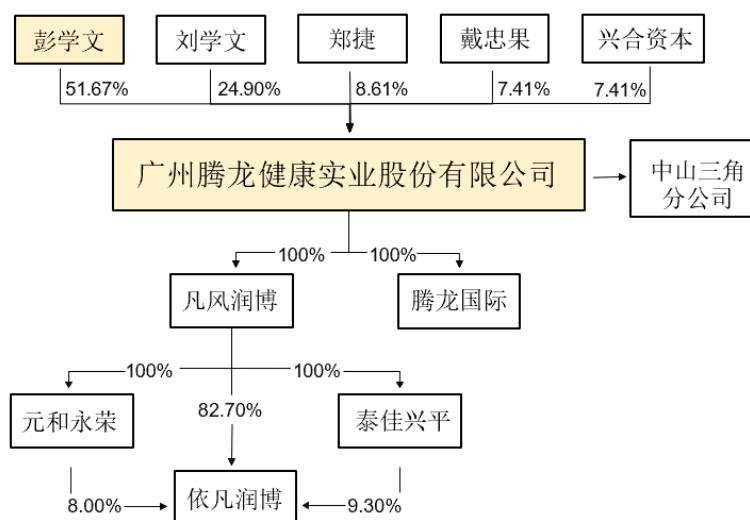 彭学文
刘学文
郑捷
戴忠果
兴合资本
51.67%
24.90%
8.61%
7.41%
7.41%
广州腾龙健康实业股份有限公司
中山三角
分公司
100%
100%
凡风润博
腾龙国际
100%
100%
82.70%
元和永荣
泰佳兴平
8.00%
依凡润博
9.30%